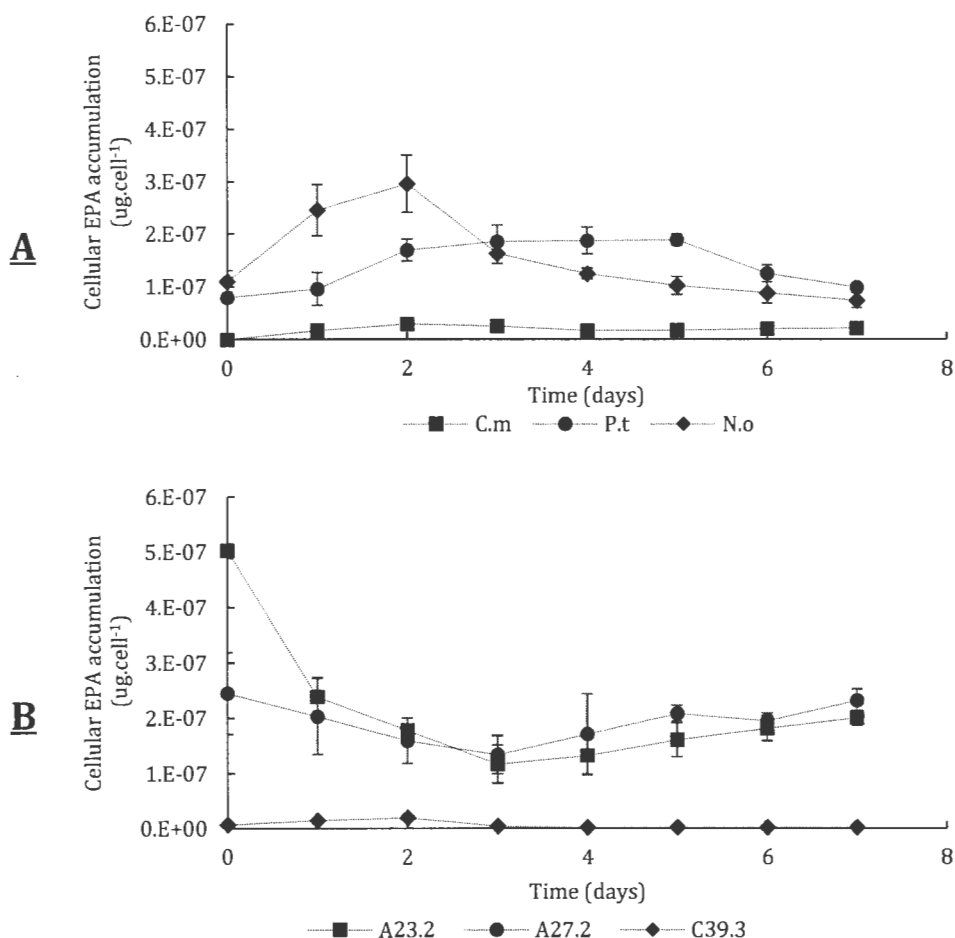 A
Cellular EPA accumulation
(ug.cell-1)
6.E-07
5.E-07
4.E-07
3.E-07
2.E-07
1.E-07
0.E+00
0 2 4 6 8
Time (days)
C.m P.t N.o
B
Cellular EPA accumulation
(ug.cell-1)
6.E-07
5.E-07
4.E-07
3.E-07
2.E-07
1.E-07
0.E+00
0 2 4 6 8
Time (days)
A23.2 A27.2 C39.3